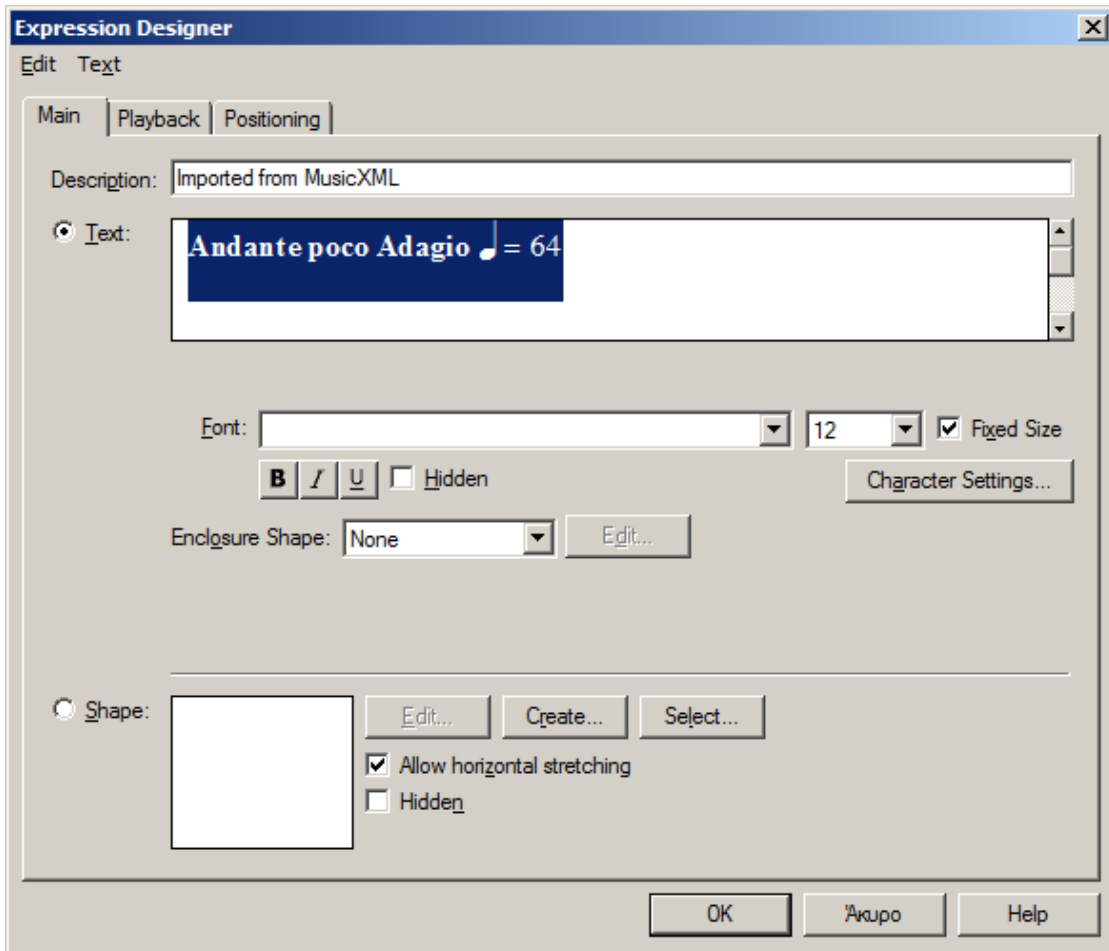 Expression Designer
Edit Text
Main Playback Positioning
Description: Imported from MusicXML
Text: Andante poco Adagio ♩ = 64
Font: 12 Fixed Size
B I U Hidden Character Settings...
Enclosure Shape: None Edit...
Shape: Edit... Create... Select...
Allow horizontal stretching
Hidden
OK Άκυρο Help